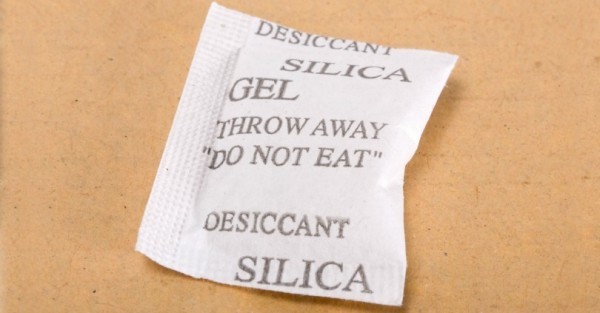 DESICCANT
SILICA
GEL
THROW AWAY
"DO NOT EAT"
DESICCANT
SILICA